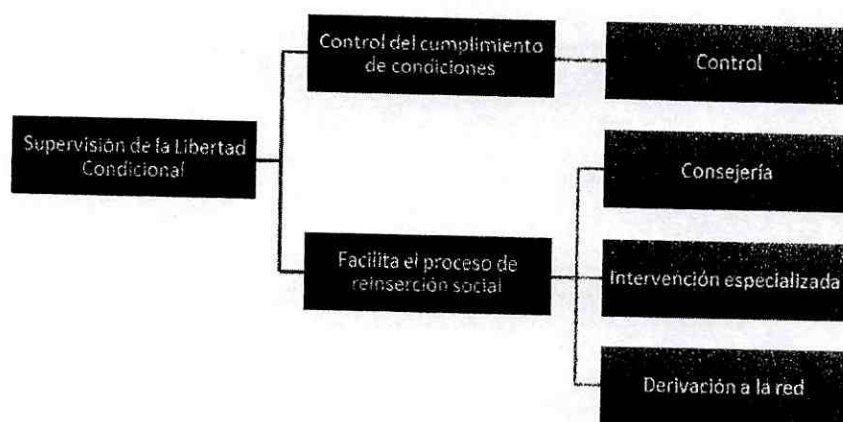 Supervisión de la Libertad
Condicional
Control del cumplimiento
de condiciones
Control
Facilita el proceso de
reinserción social
Consejería
Intervención especializada
Derivación a la red